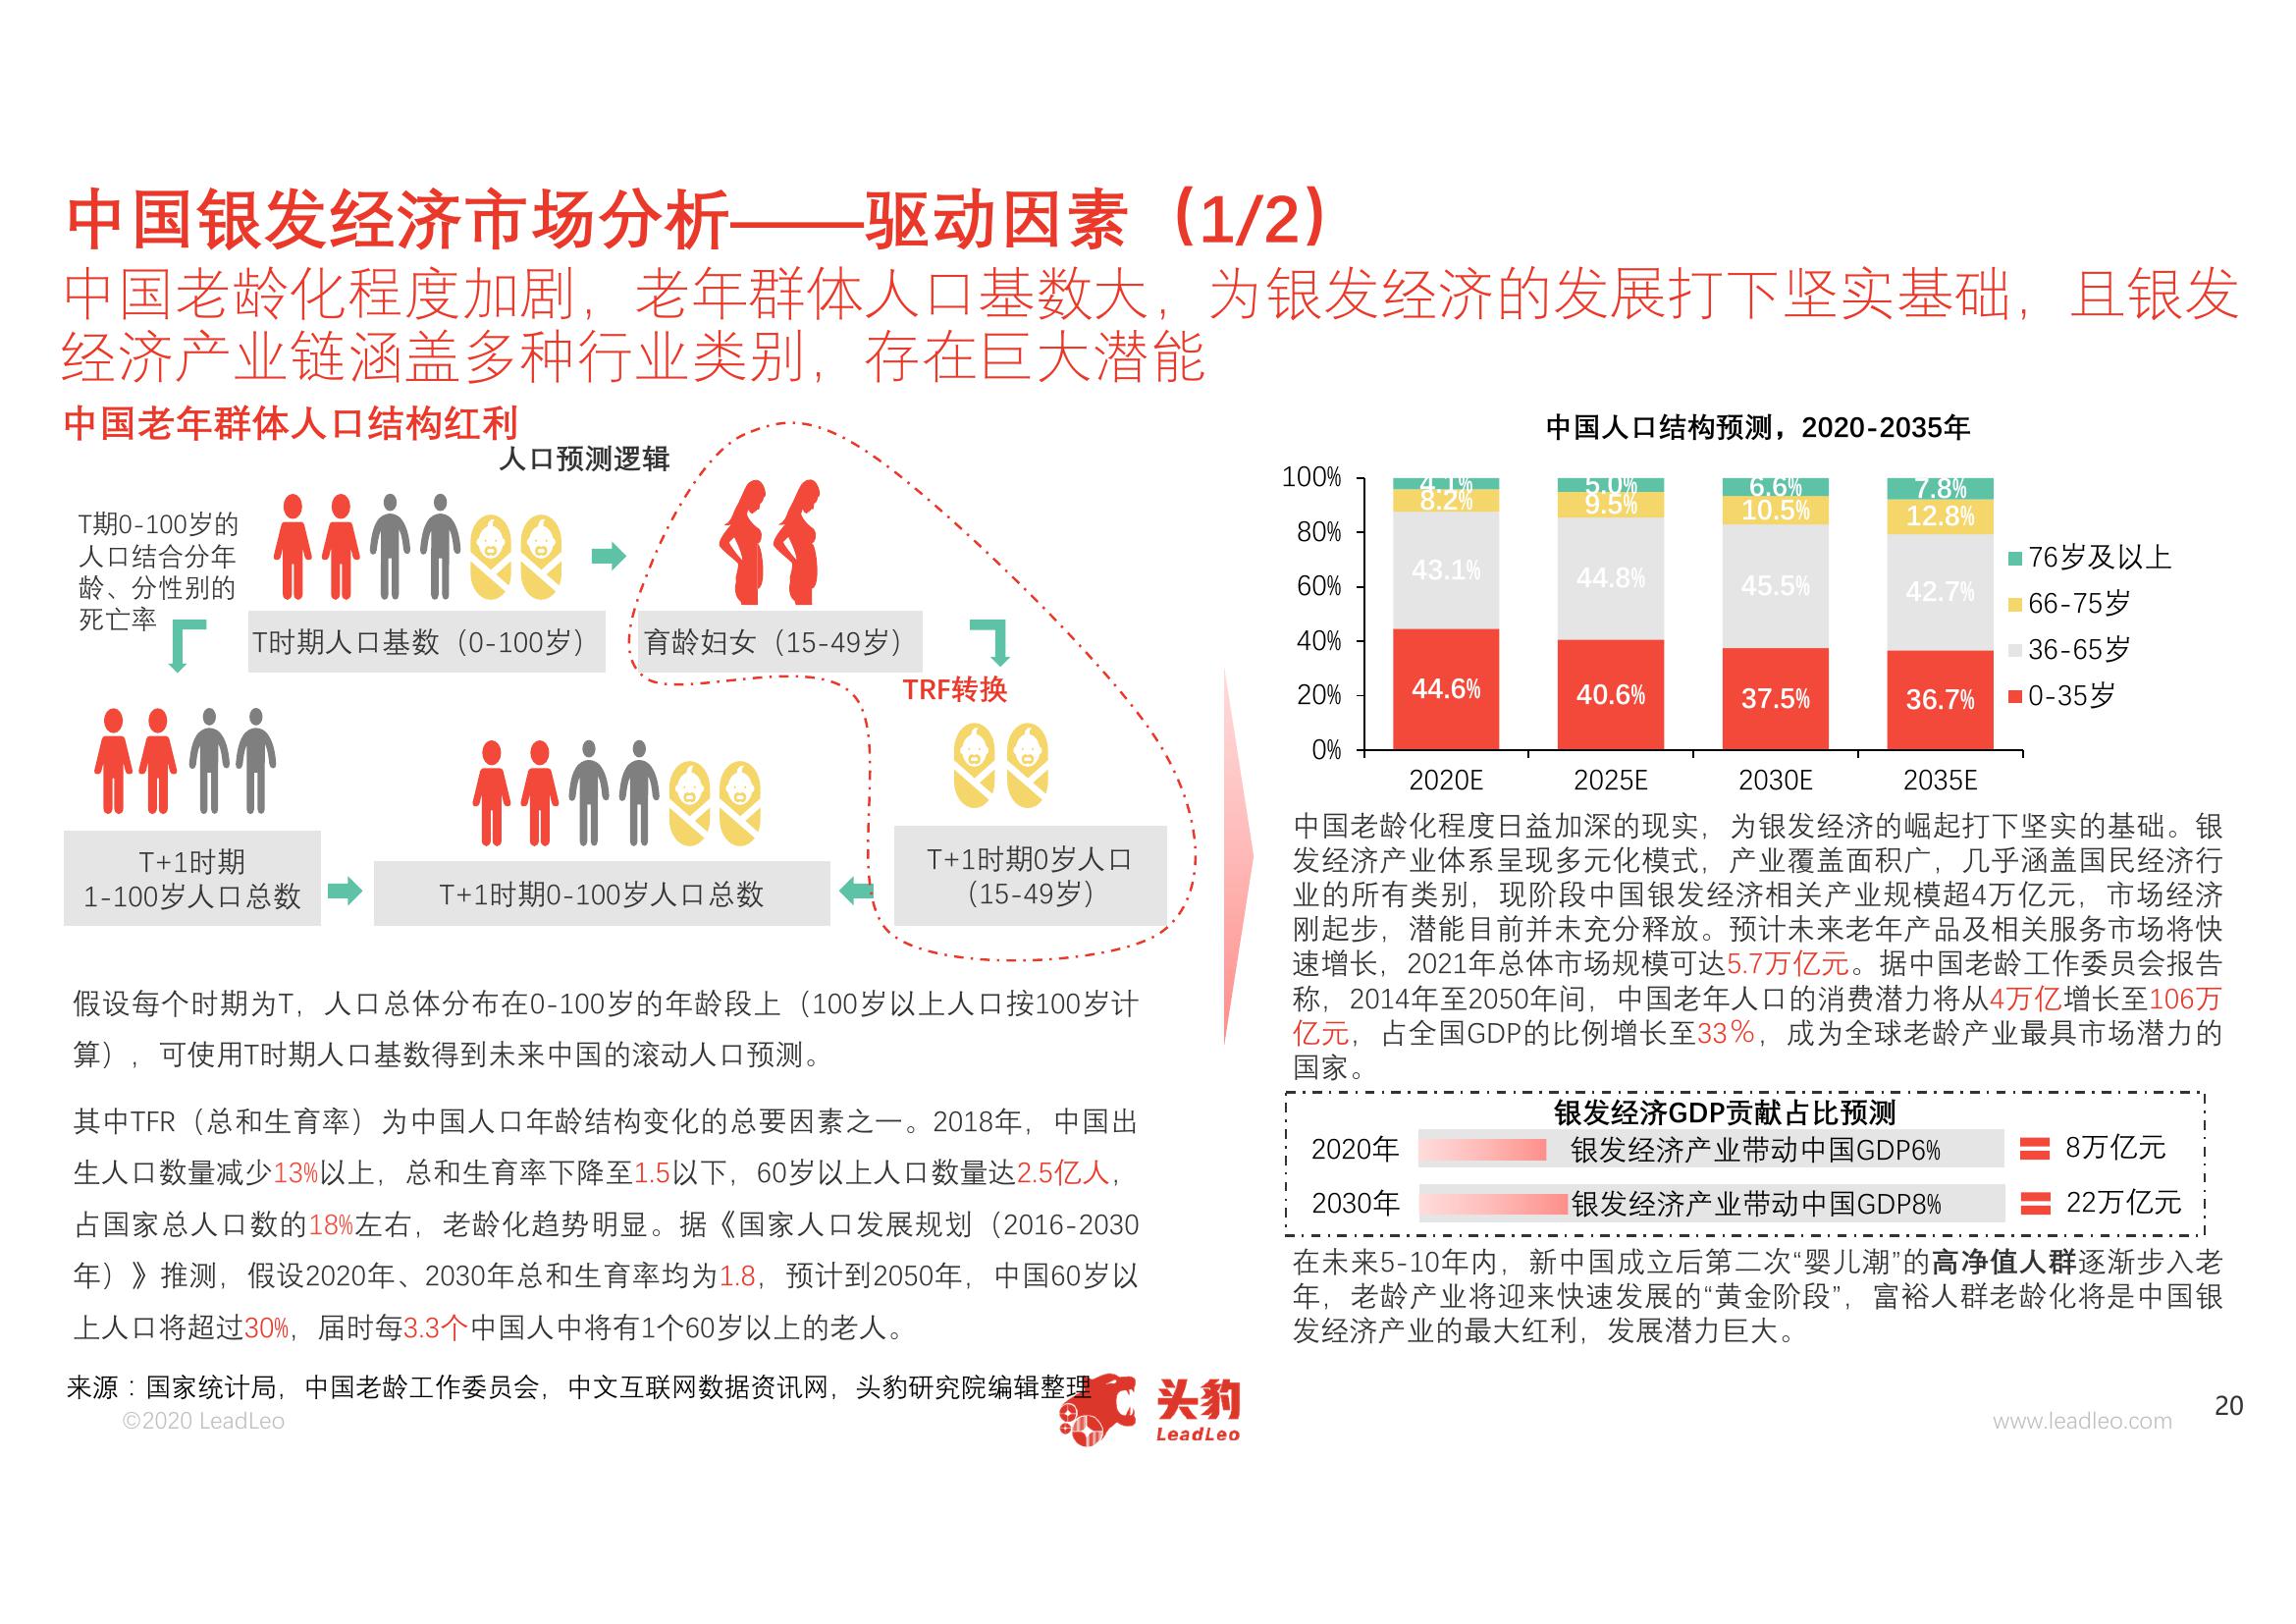 中国银发经济市场分析——驱动因素（1/2）
中国老龄化程度加剧，老年群体人口基数大，为银发经济的发展打下坚实基础，且银发
经济产业链涵盖多种行业类别，存在巨大潜能
中国老年群体人口结构红利
人口预测逻辑
T期0-100岁的
人口结合分年
龄、分性别的
死亡率
T时期人口基数（0-100岁）
育龄妇女（15-49岁）
TRF转换
T+1时期
1-100岁人口总数
T+1时期0-100岁人口总数
T+1时期0岁人口
（15-49岁）
假设每个时期为T，人口总体分布在0-100岁的年龄段上（100岁以上人口按100岁计
算），可使用T时期人口基数得到未来中国的滚动人口预测。
其中TFR（总和生育率）为中国人口年龄结构变化的总要因素之一。2018年，中国出
生人口数量减少13%以上，总和生育率下降至1.5以下，60岁以上人口数量达2.5亿人，
占国家总人口数的18%左右，老龄化趋势明显。据《国家人口发展规划（2016-2030
年）》推测，假设2020年、2030年总和生育率均为1.8，预计到2050年，中国60岁以
上人口将超过30%，届时每3.3个中国人中将有1个60岁以上的老人。
中国人口结构预测，2020-2035年
100%
80%
60%
40%
20%
0%
4.1%
8.2%
43.1%
44.6%
5.0%
9.5%
44.8%
40.6%
6.6%
10.5%
45.5%
37.5%
7.8%
12.8%
42.7%
36.7%
2020E
2025E
2030E
2035E
76岁及以上
66-75岁
36-65岁
0-35岁
中国老龄化程度日益加深的现实，为银发经济的崛起打下坚实的基础。银
发经济产业体系呈现多元化模式，产业覆盖面积广，几乎涵盖国民经济行
业的所有类别，现阶段中国银发经济相关产业规模超4万亿元，市场经济
刚起步，潜能目前并未充分释放。预计未来老年产品及相关服务市场将快
速增长，2021年总体市场规模可达5.7万亿元。据中国老龄工作委员会报告
称，2014年至2050年间，中国老年人口的消费潜力将从4万亿增长至106万
亿元，占全国GDP的比例增长至33%，成为全球老龄产业最具市场潜力的
国家。
银发经济GDP贡献占比预测
2020年 银发经济产业带动中国GDP6% 8万亿元
2030年 银发经济产业带动中国GDP8% 22万亿元
在未来5-10年内，新中国成立后第二次“婴儿潮”的高净值人群逐渐步入老
年，老龄产业将迎来快速发展的“黄金阶段”，富裕人群老龄化将是中国银
发经济产业的最大红利，发展潜力巨大。
来源：国家统计局，中国老龄工作委员会，中文互联网数据资讯网，头豹研究院编辑整理
©2020 LeadLeo
头豹
LeadLeo
www.leadleo.com
20